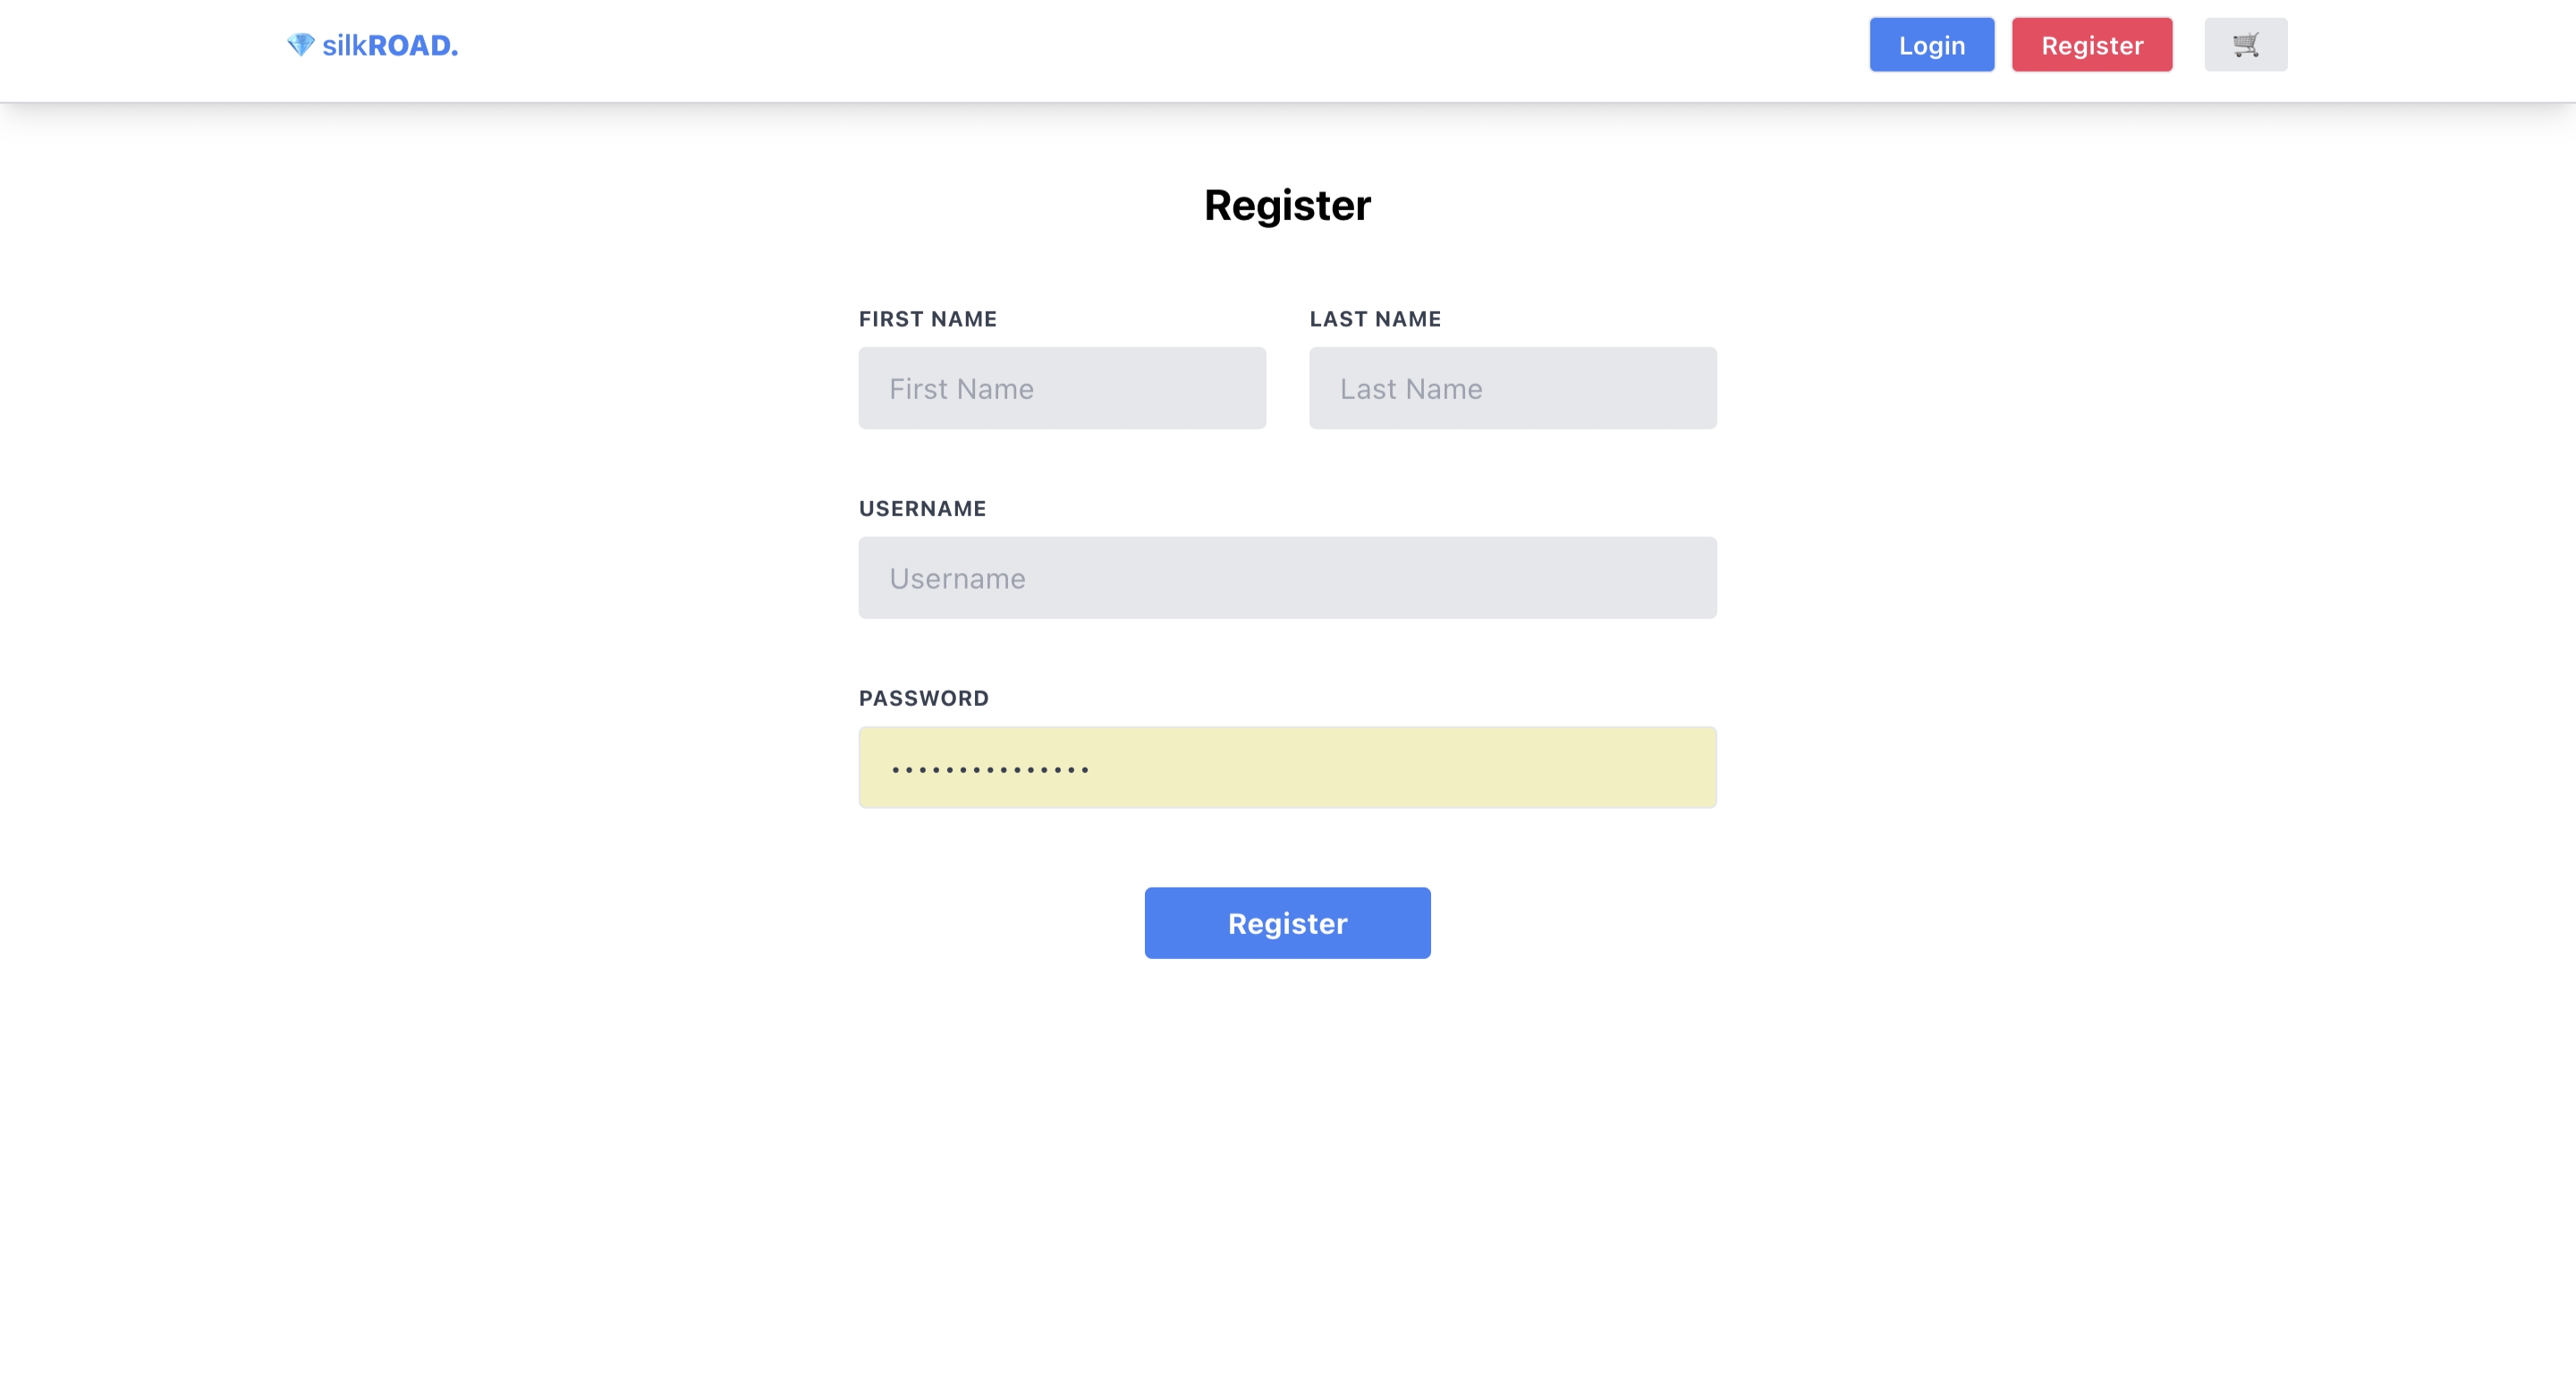 silkROAD.
Login
Register
Register
FIRST NAME
LAST NAME
First Name
Last Name
USERNAME
Username
PASSWORD
•••••••••••••••
Register